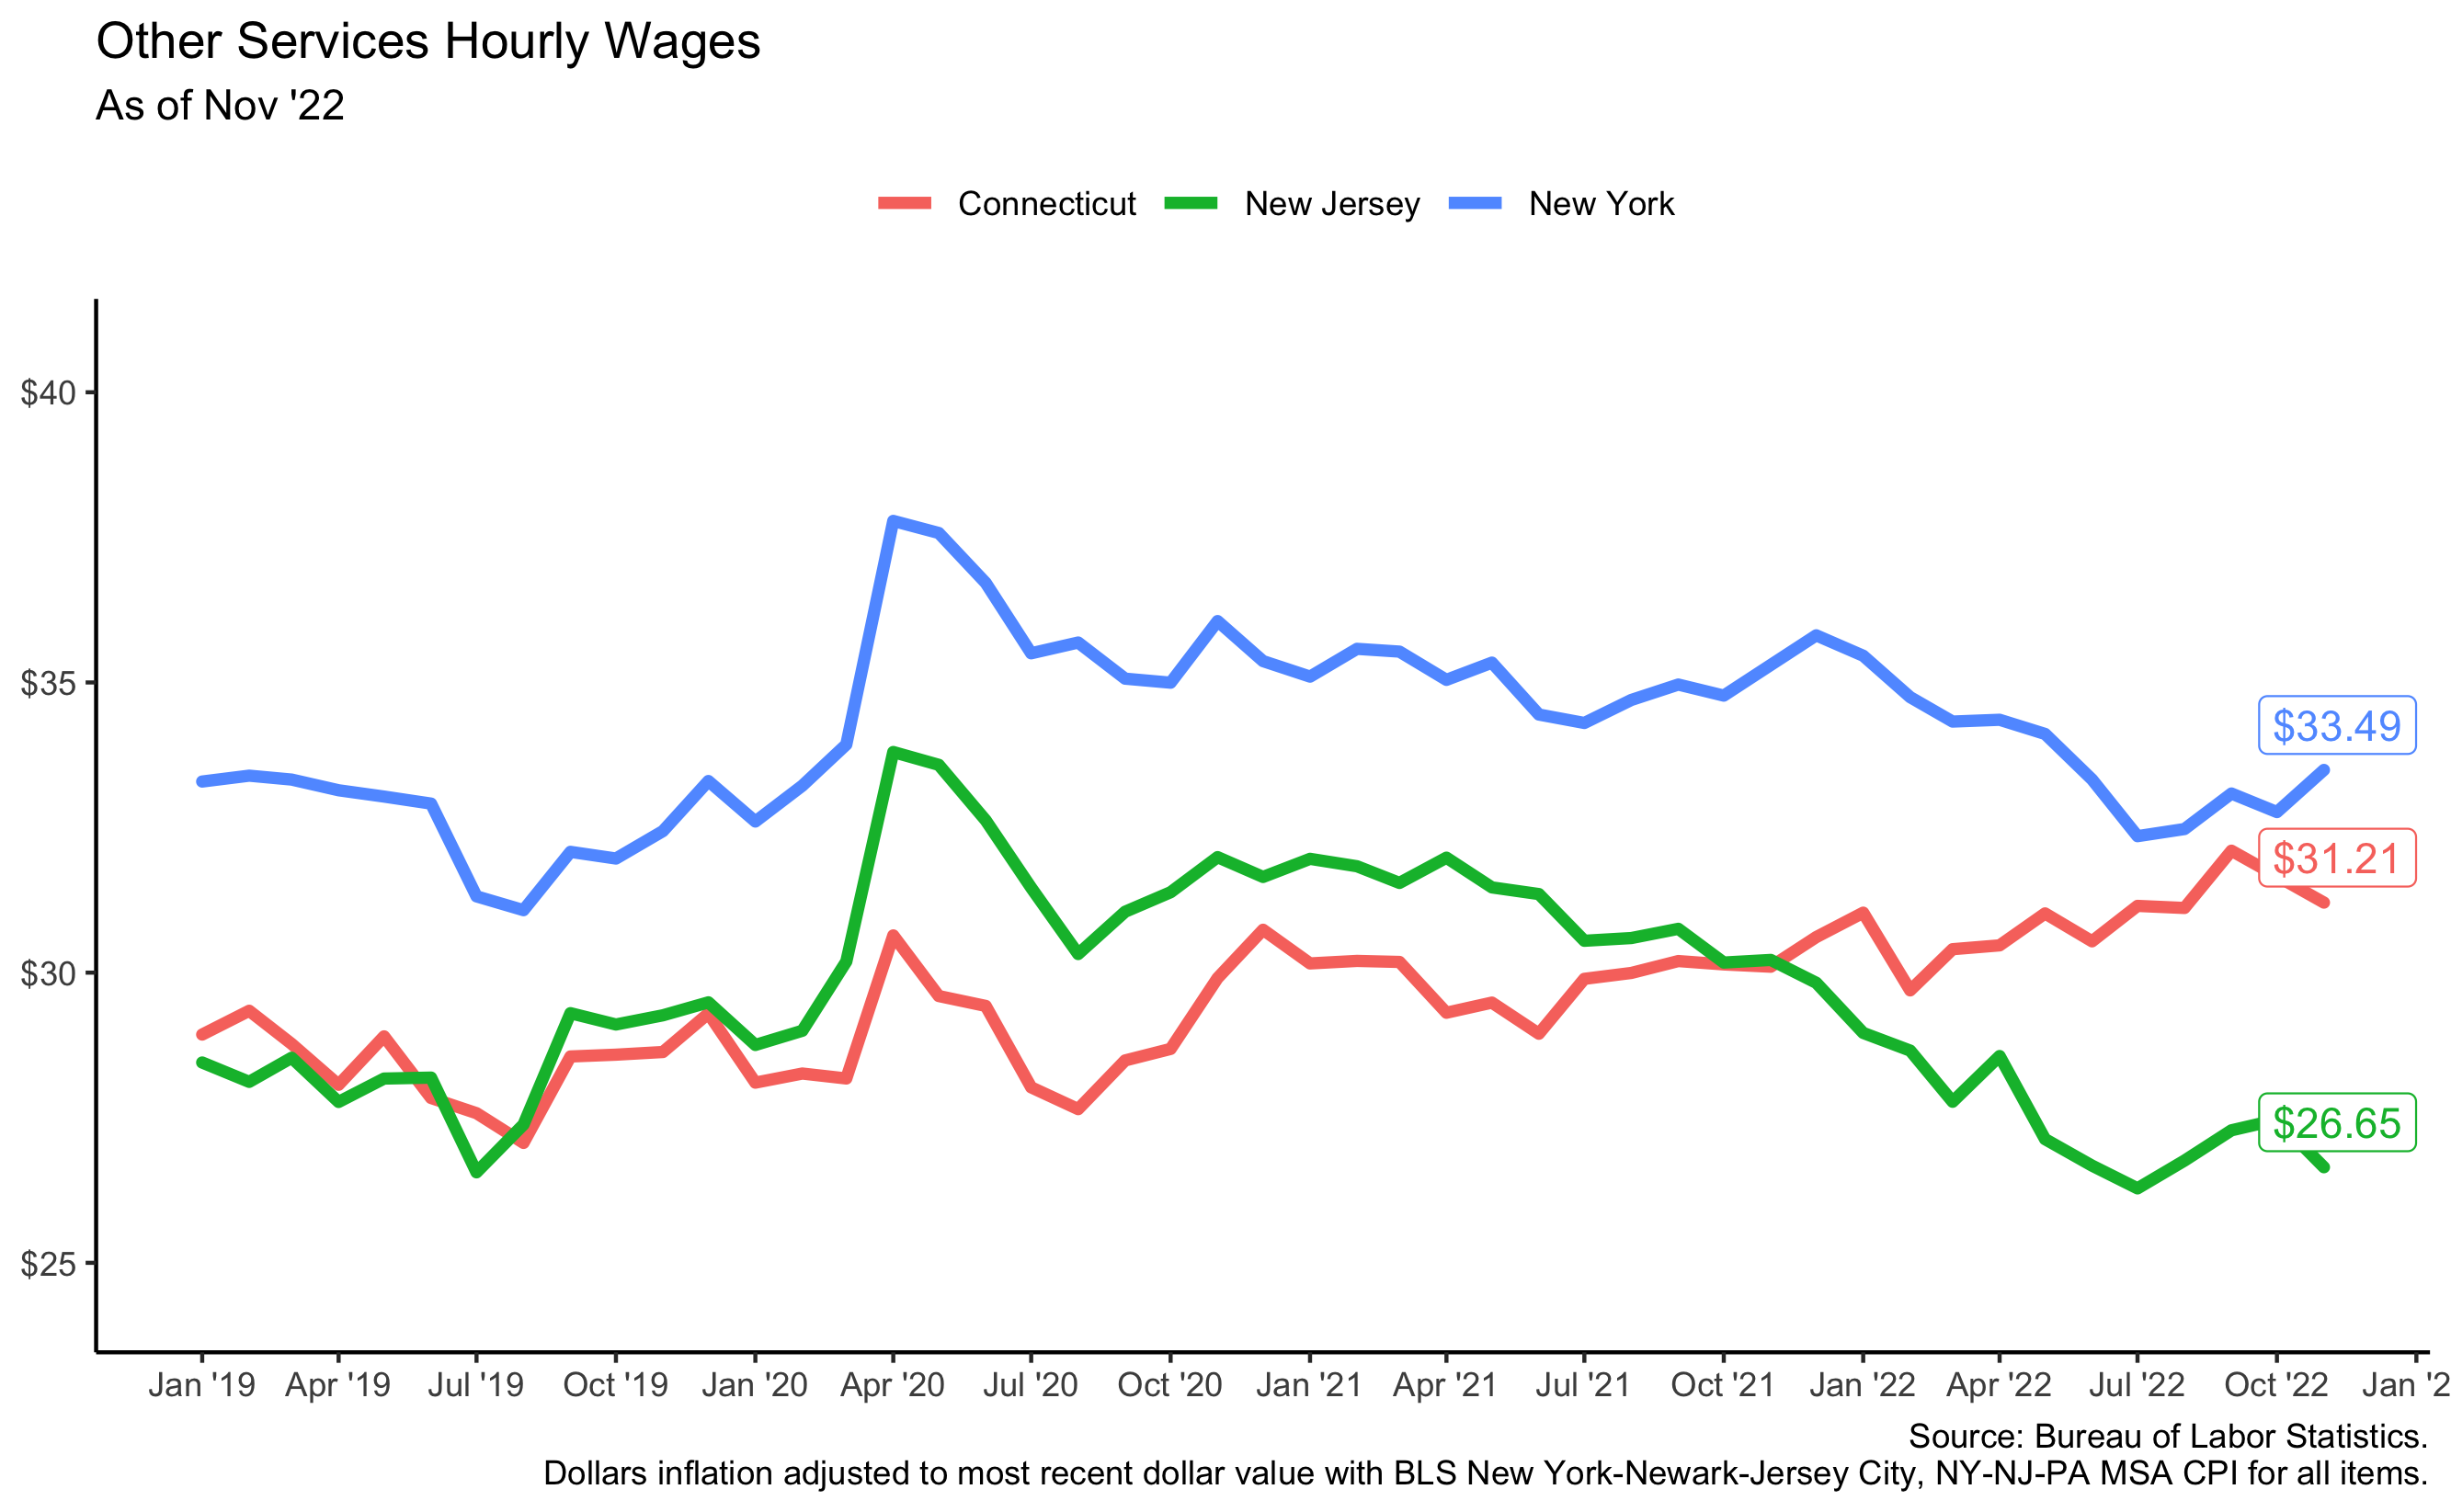 Other Services Hourly Wages
As of Nov '22
Connecticut New Jersey New York
$40
$35
$30
$25
$33.49
$31.21
$26.65
Jan '19 Apr '19 Jul '19 Oct '19 Jan '20 Apr '20 Jul '20 Oct '20 Jan '21 Apr '21 Jul '21 Oct '21 Jan '22 Apr '22 Jul '22 Oct '22 Jan '2
Source: Bureau of Labor Statistics.
Dollars inflation adjusted to most recent dollar value with BLS New York-Newark-Jersey City, NY-NJ-PA MSA CPI for all items.